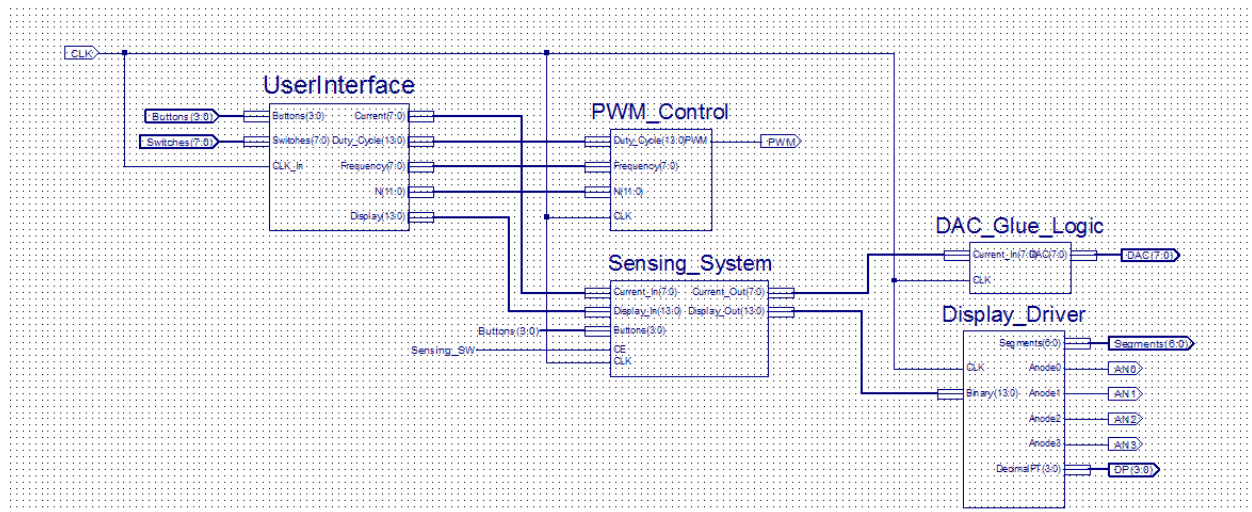 CLK
UserInterface
Buttons(3:0)
Buttons(3:0)
Current(7:0)
Switches(7:0)
Switches(7:0)
Duty_Cycle(13:0)
CLK_In
Frequency(7:0)
N(11:0)
Display(13:0)
PWM_Control
Duty_Cycle(13:0)
PWM
PWM
Frequency(7:0)
N(11:0)
CLK
Sensing_System
Current_In(7:0)
Current_Out(7:0)
Display_In(13:0)
Display_Out(13:0)
Buttons(3:0)
Buttons(3:0)
Sensing_SW
CE
CLK
DAC_Glue_Logic
Current_In(7:0)
DAC(7:0)
DAC(7:0)
CLK
Display_Driver
Segments(6:0)
Segments(6:0)
CLK
Anode0
AN0
Binary(13:0)
Anode1
AN1
Anode2
AN2
Anode3
AN3
DecimalPT(3:0)
DP(3:0)